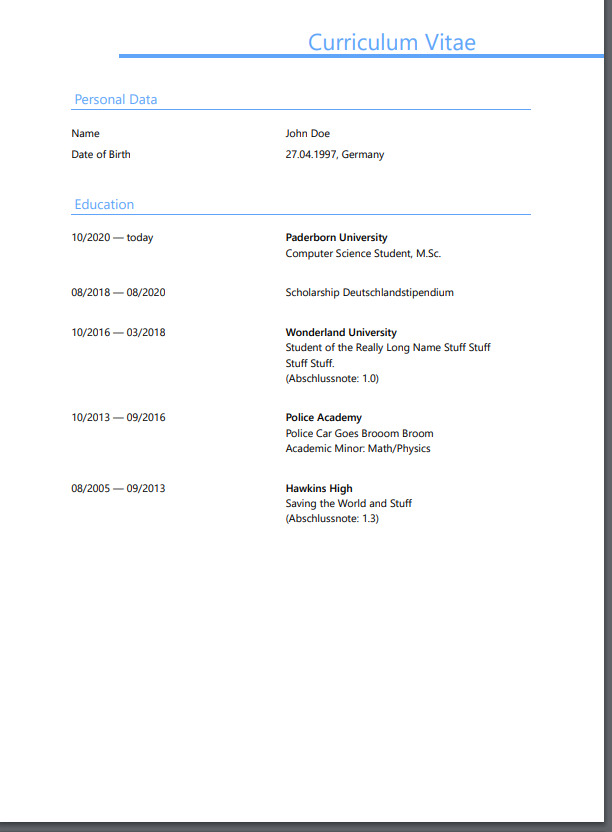 Curriculum Vitae
Personal Data
Name John Doe
Date of Birth 27.04.1997, Germany
Education
10/2020 — today Paderborn University
Computer Science Student, M.Sc.
08/2018 — 08/2020 Scholarship Deutschlandstipendium
10/2016 — 03/2018 Wonderland University
Student of the Really Long Name Stuff Stuff
Stuff Stuff.
(Abschlussnote: 1.0)
10/2013 — 09/2016 Police Academy
Police Car Goes Brooom Broom
Academic Minor: Math/Physics
08/2005 — 09/2013 Hawkins High
Saving the World and Stuff
(Abschlussnote: 1.3)